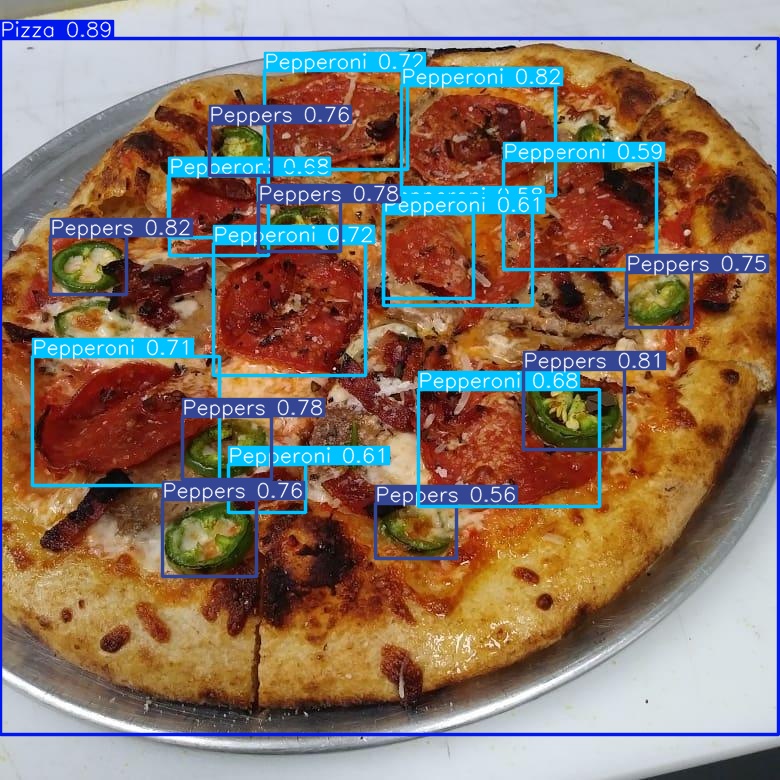 Pizza 0.89
Pepperoni 0.72
Pepperoni 0.82
Peppers 0.76
Pepperoni 0.59
Pepperoni 0.68
Peppers 0.78
Pepperoni 0.61
Peppers 0.82
Pepperoni 0.72
Peppers 0.75
Pepperoni 0.71
Peppers 0.81
Pepperoni 0.68
Peppers 0.78
Pepperoni 0.61
Peppers 0.76
Peppers 0.56